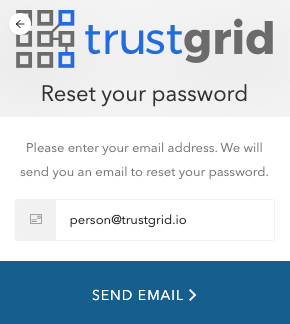 trustgrid
Reset your password
Please enter your email address. We will
send you an email to reset your password.
person@trustgrid.io
SEND EMAIL